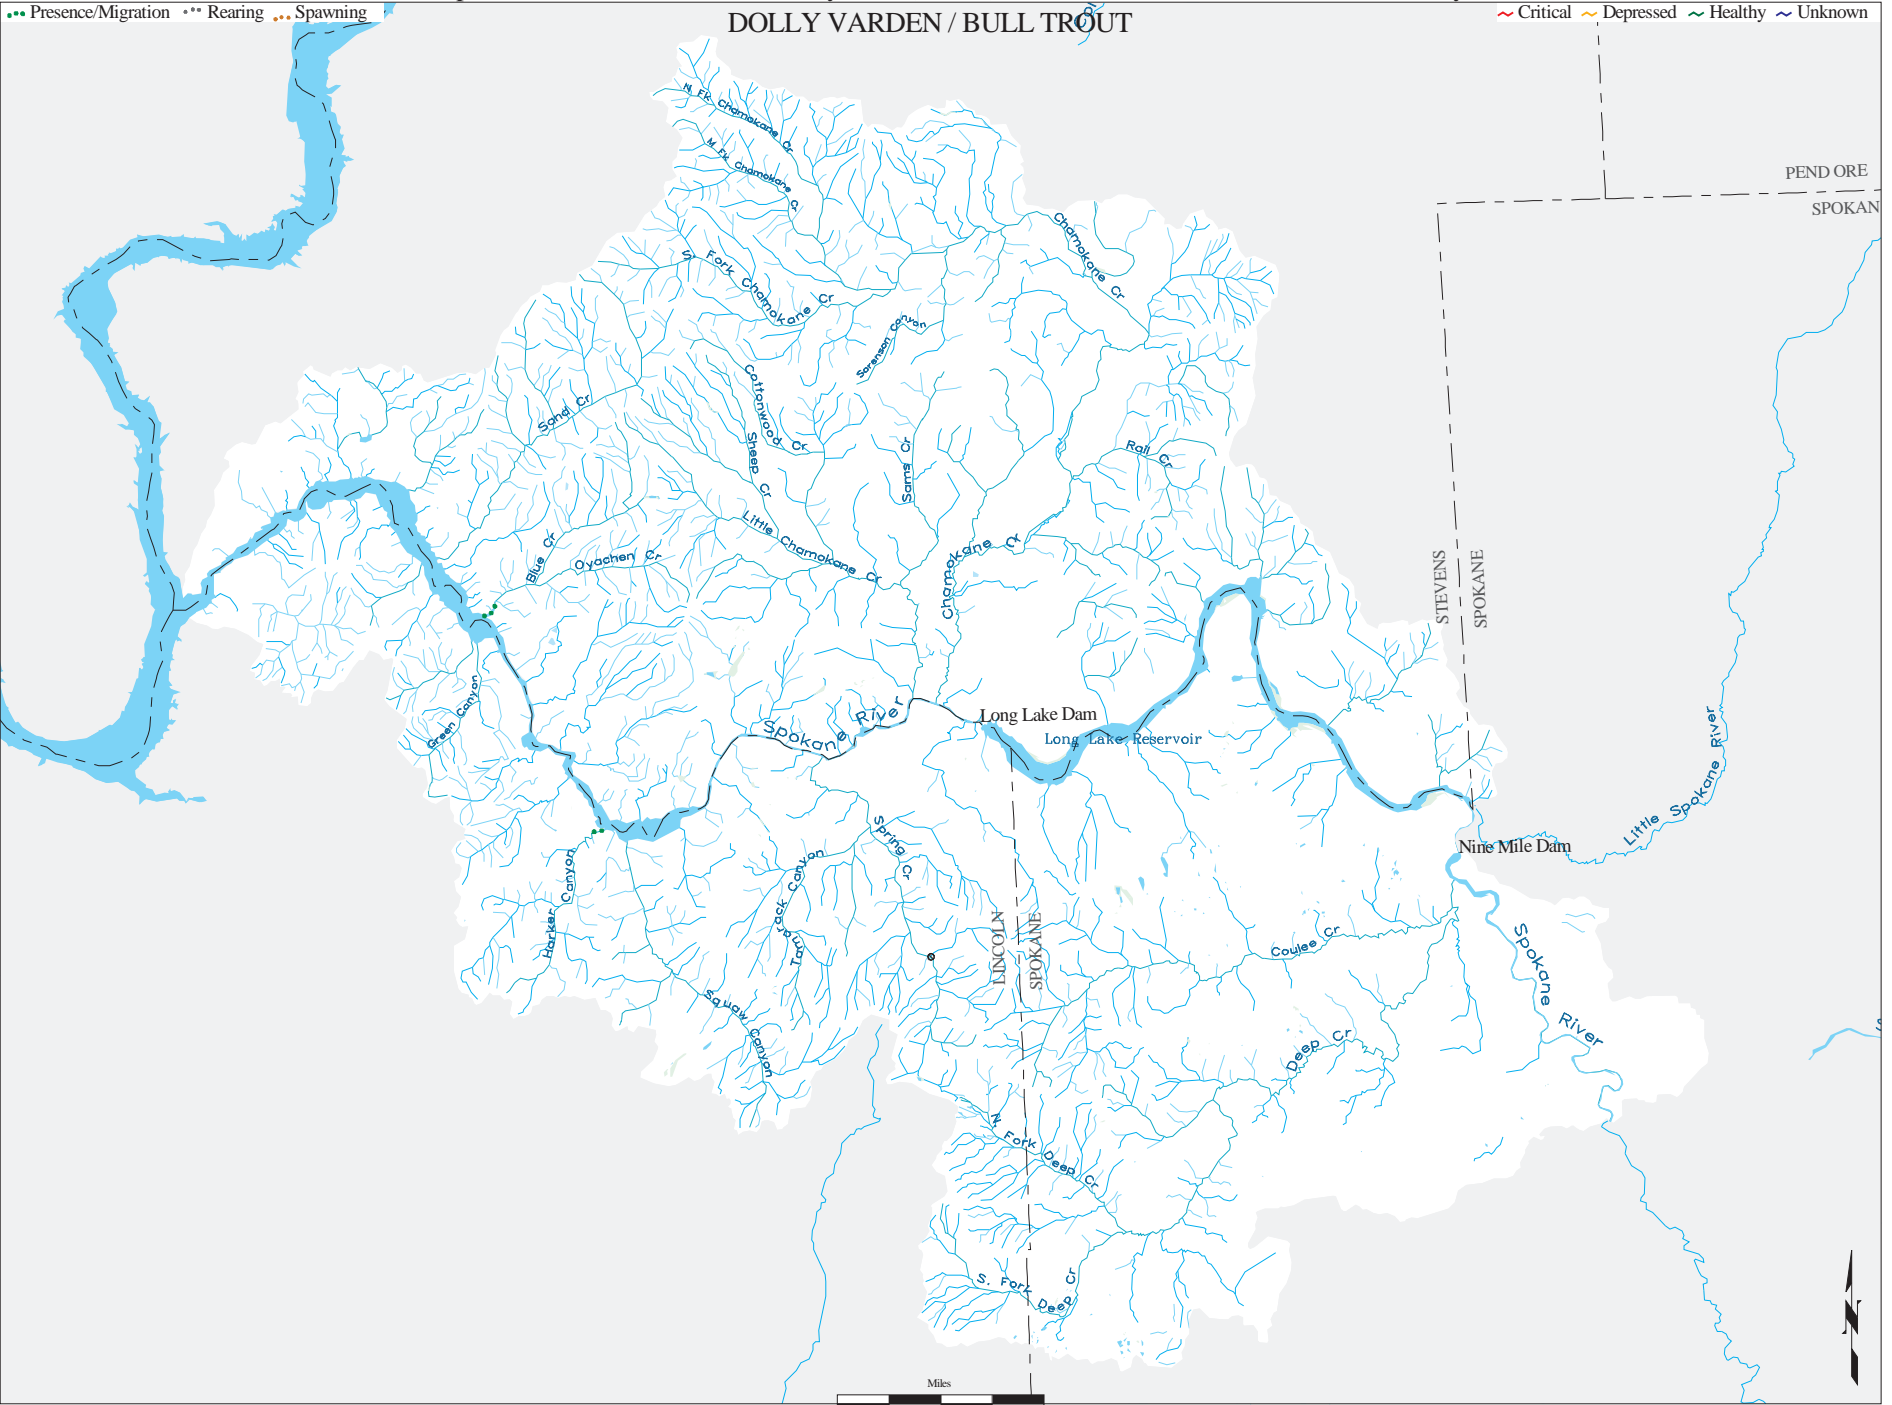 Presence/Migration Rearing Spawning
DOLLY VARDEN / BULL TROUT
Critical Depressed Healthy Unknown
PEND ORE
SPOKAN
N Fk Chamokane Cr
M Fk Chamokane Cr
S. Fork Chamokane Cr
Chamokane Cr
Sorenson Canyon
Cottonwood Cr
Sheep Cr
Sand Cr
Sams Cr
Rail Cr
Little Chamokane Cr
Chamokane Cr
Blue Cr
Oyachen Cr
STEVENS
SPOKANE
Green Canyon
Spokane River
Long Lake Dam
Long Lake Reservoir
Little Spokane River
Nine Mile Dam
Spring Cr
Harker Canyon
Tamarack Canyon
LINCOLN
SPOKANE
Coulee Cr
Spokane River
Squaw Canyon
Deep Cr
N. Fork Deep Cr
S. Fork Deep Cr
N
Miles